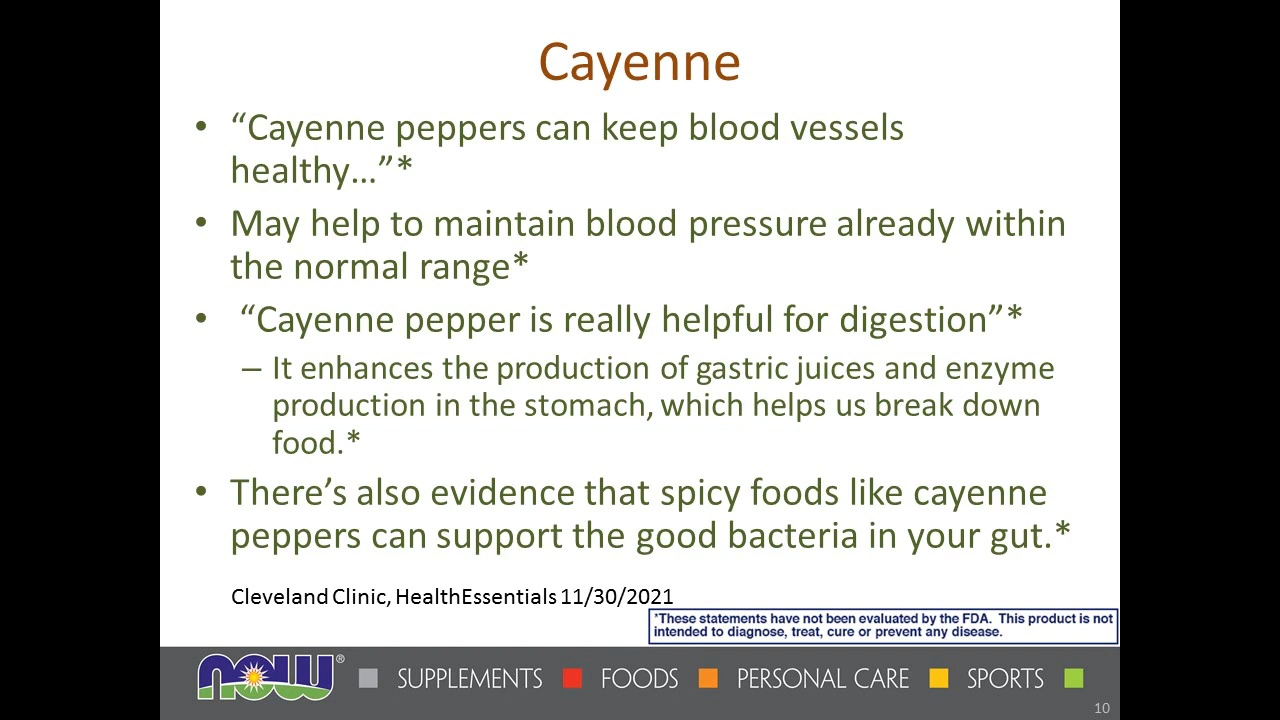 Cayenne
• “Cayenne peppers can keep blood vessels
healthy…”*
• May help to maintain blood pressure already within
the normal range*
• “Cayenne pepper is really helpful for digestion”*
– It enhances the production of gastric juices and enzyme
production in the stomach, which helps us break down
food.*
• There’s also evidence that spicy foods like cayenne
peppers can support the good bacteria in your gut.*
Cleveland Clinic, HealthEssentials 11/30/2021
*These statements have not been evaluated by the FDA. This product is not
intended to diagnose, treat, cure or prevent any disease.
now® SUPPLEMENTS FOODS PERSONAL CARE SPORTS
10